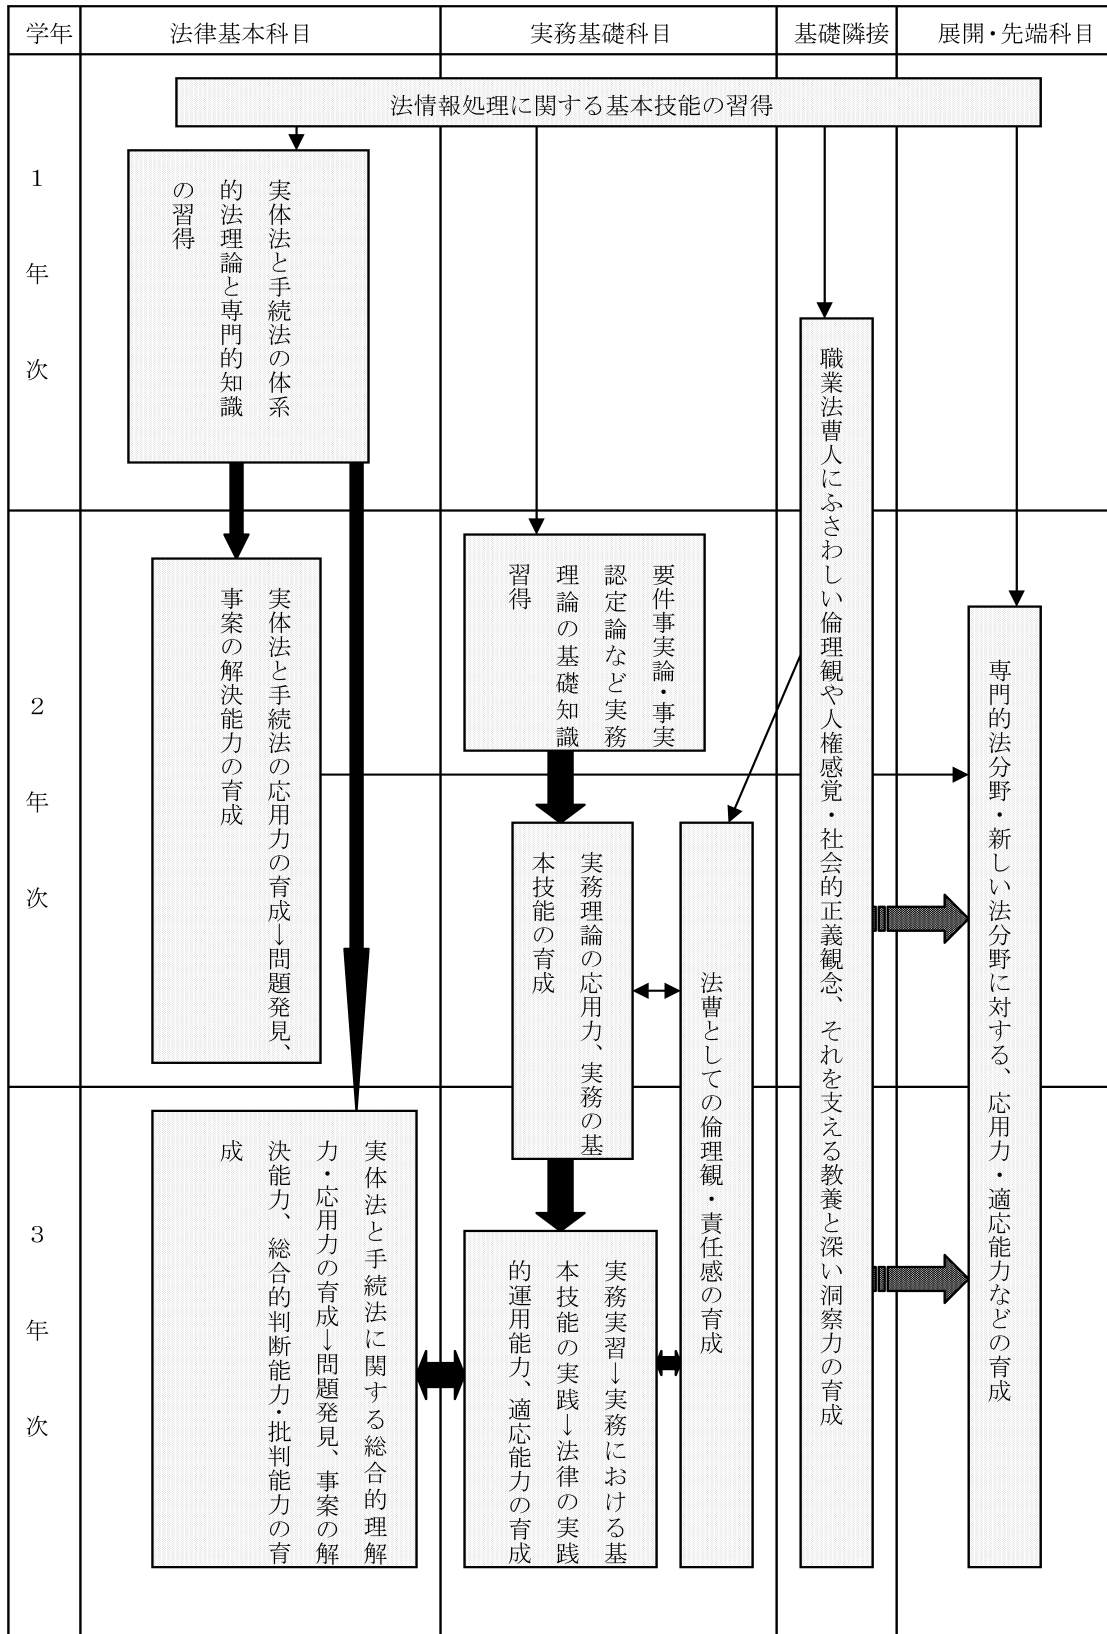 学年
法律基本科目
実務基礎科目
基礎隣接
展開・先端科目
法情報処理に関する基本技能の習得
1
年
次
実体法と手続法の体系
的法理論と専門的知識
の習得
職業法曹人にふさわしい倫理観や人権感覚・社会的正義観念、それを支える教養と深い洞察力の育成
2
年
次
実体法と手続法の応用力の育成→問題発見、
事案の解決能力の育成
要件事実論・事実
認定論など実務
理論の基礎知識
習得
専門的法分野・新しい法分野に対する、応用力・適応能力などの育成
実務理論の応用力、実務の基
本技能の育成
法曹としての倫理観・責任感の育成
3
年
次
実体法と手続法に関する総合的理解
力・応用力の育成→問題発見、事案の解
決能力、総合的判断能力・批判能力の育
成
実務実習→実務における基
本技能の実践→法律の実践
的運用能力、適応能力の育成